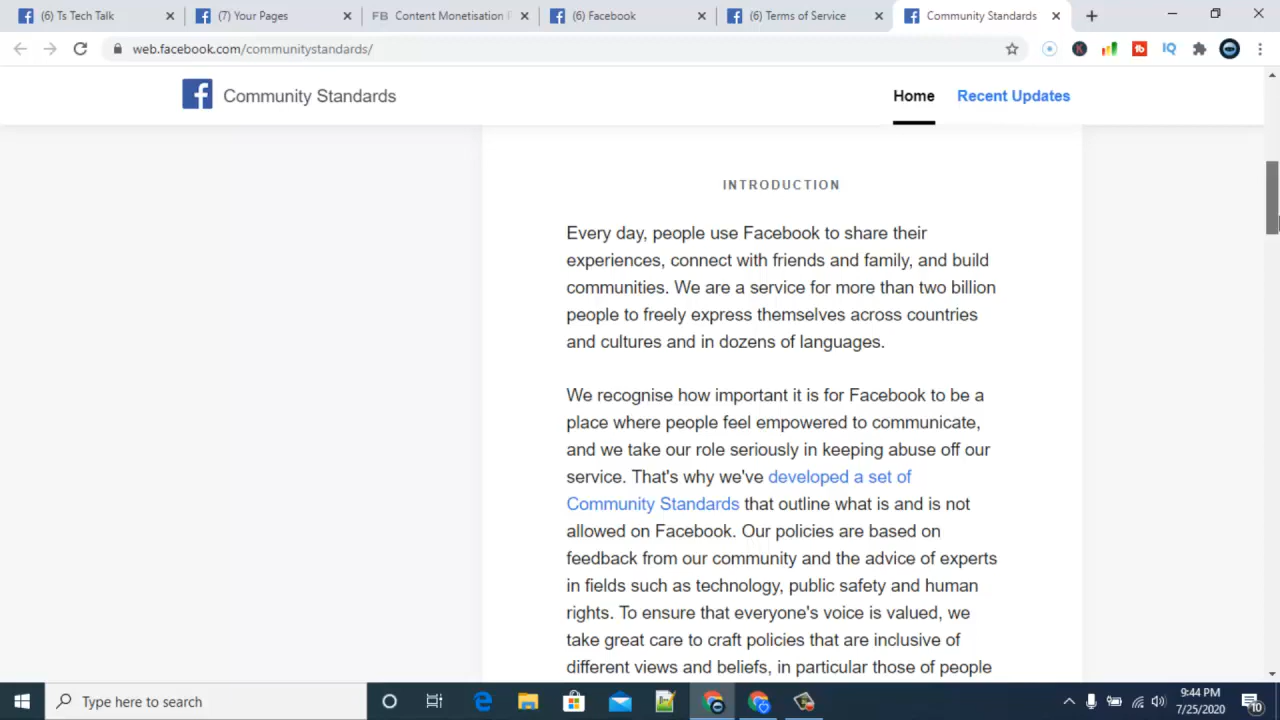 (6) Ts Tech Talk
(7) Your Pages
FB Content Monetisation P
(6) Facebook
(6) Terms of Service
Community Standards
web.facebook.com/communitystandards/
Community Standards
Home
Recent Updates
INTRODUCTION
Every day, people use Facebook to share their
experiences, connect with friends and family, and build
communities. We are a service for more than two billion
people to freely express themselves across countries
and cultures and in dozens of languages.
We recognise how important it is for Facebook to be a
place where people feel empowered to communicate,
and we take our role seriously in keeping abuse off our
service. That's why we've developed a set of
Community Standards that outline what is and is not
allowed on Facebook. Our policies are based on
feedback from our community and the advice of experts
in fields such as technology, public safety and human
rights. To ensure that everyone's voice is valued, we
take great care to craft policies that are inclusive of
different views and beliefs, in particular those of people
Type here to search
9:44 PM
7/25/2020
10